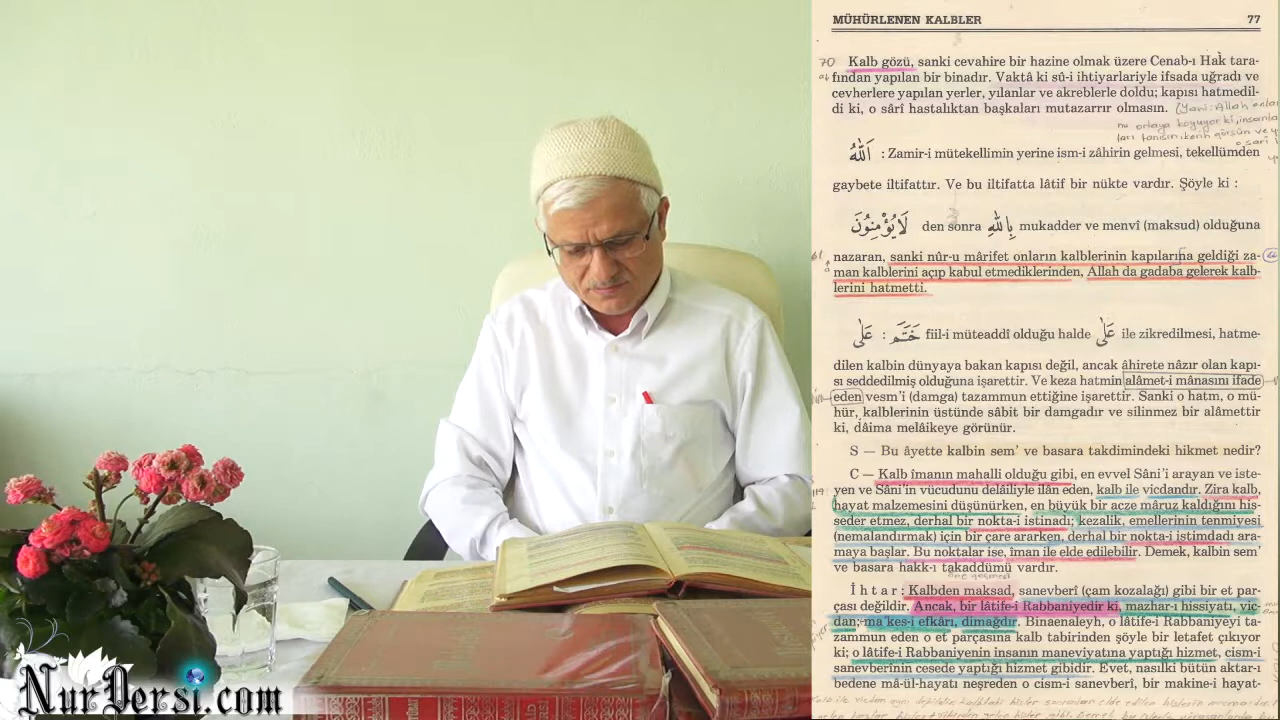 MÜHÜRLENEN KALBLER 77
Kalb gözü, sanki cevahire bir hazine olmak üzere Cenab-ı Hak tara-
fından yapılan bir binadır. Vaktâ ki sû-i ihtiyarlariyle ifsada uğradı ve
cevherlere yapılan yerler, yılanlar ve akreblerle doldu; kapısı hatmedil-
di ki, o sârî hastalıktan başkaları mutazarrır olmasın. (Yani: Allah
اَللّٰهُ : Zamir-i mütekellimin yerine ism-i zâhirin gelmesi, tekellümden
gaybete iltifattır. Ve bu iltifatta lâtif bir nükte vardır. Şöyle ki :
لَايُؤْمِنُونَ den sonra بِاللّٰهِ mukadder ve menvî (maksud) olduğuna
nazaran, sanki nûr-u mârifet onların kalblerinin kapılarına geldiği za-
man kalblerini açıp kabul etmediklerinden, Allah da gadaba gelerek kalb-
lerini hatmetti.
عَلٰى : خَتَمَ fiil-i müteaddî olduğu halde عَلٰى ile zikredilmesi, hatme-
dilen kalbin dünyaya bakan kapısı değil, ancak âhirete nâzır olan kapı-
sı seddedilmiş olduğuna işarettir. Ve keza hatmin alâmet-i mânasını ifade
eden vesm'i (damga) tazammun ettiğine işarettir. Sanki o hatm, o mü-
hür, kalblerinin üstünde sâbit bir damgadır ve silinmez bir alâmettir
ki, dâima melâikeye görünür.
S — Bu âyette kalbin sem' ve basara takdimindeki hikmet nedir?
C — Kalb îmanın mahalli olduğu gibi, en evvel Sâni'i arayan ve iste-
yen ve Sâni'in vücudunu delâiliyle ilân eden, kalb ile vicdandır. Zira kalb,
hayat malzemesini düşünürken, en büyük bir acze mâruz kaldığını his-
seder etmez, derhal bir nokta-i istinadı; kezalik, emellerinin tenmiyesi
(nemalandırmak) için bir çare ararken, derhal bir nokta-i istimdadı ara-
maya başlar. Bu noktalar ise, îman ile elde edilebilir. Demek, kalbin sem'
ve basara hakk-ı takaddümü vardır.
öne geçmesi
İhtar: Kalbden maksad, sanevberî (çam kozalağı) gibi bir et par-
çası değildir. Ancak, bir lâtife-i Rabbaniyedir ki, mazhar-ı hissiyatı, vic-
dan; ma'kes-i efkârı, dimağdır. Binaenaleyh, o lâtife-i Rabbaniyeyi ta-
zammun eden o et parçasına kalb tabirinden şöyle bir letafet çıkıyor
ki; o lâtife-i Rabbaniyenin insanın maneviyatına yaptığı hizmet, cism-i
sanevberînin cesede yaptığı hizmet gibidir. Evet, nasılki bütün aktar-ı
bedene mâ-ül-hayatı neşreden o cism-i sanevberî, bir makine-i hayat-
NurDersi.com